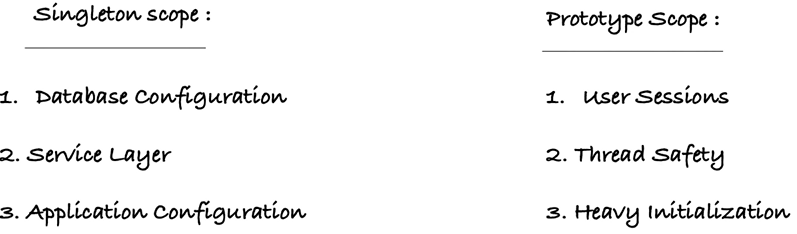 Singleton scope :
1. Database Configuration
2. Service Layer
3. Application Configuration
Prototype Scope :
1. User Sessions
2. Thread Safety
3. Heavy Initialization